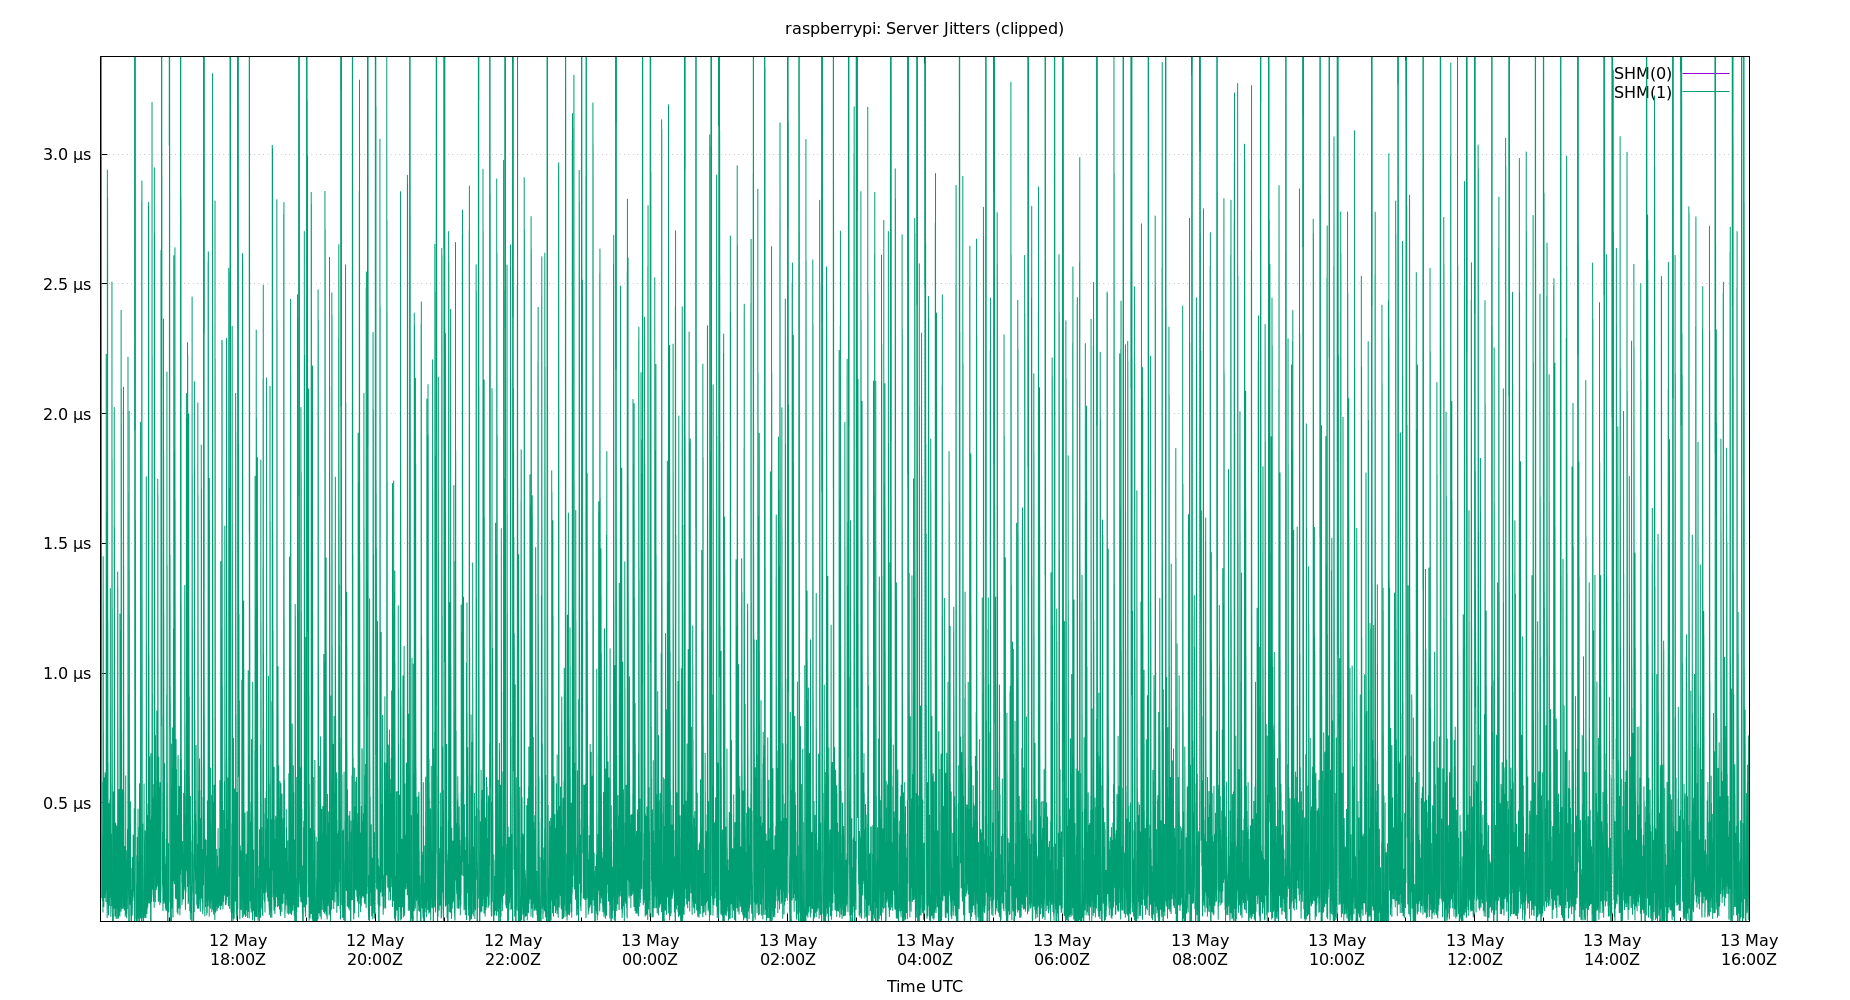 raspberrypi: Server Jitters (clipped)
SHM(0)
SHM(1)
3.0 µs
2.5 µs
2.0 µs
1.5 µs
1.0 µs
0.5 µs
12 May 12 May 12 May 13 May 13 May 13 May 13 May 13 May 13 May 13 May 13 May 13 May
18:00Z 20:00Z 22:00Z 00:00Z 02:00Z 04:00Z 06:00Z 08:00Z 10:00Z 12:00Z 14:00Z 16:00Z
Time UTC